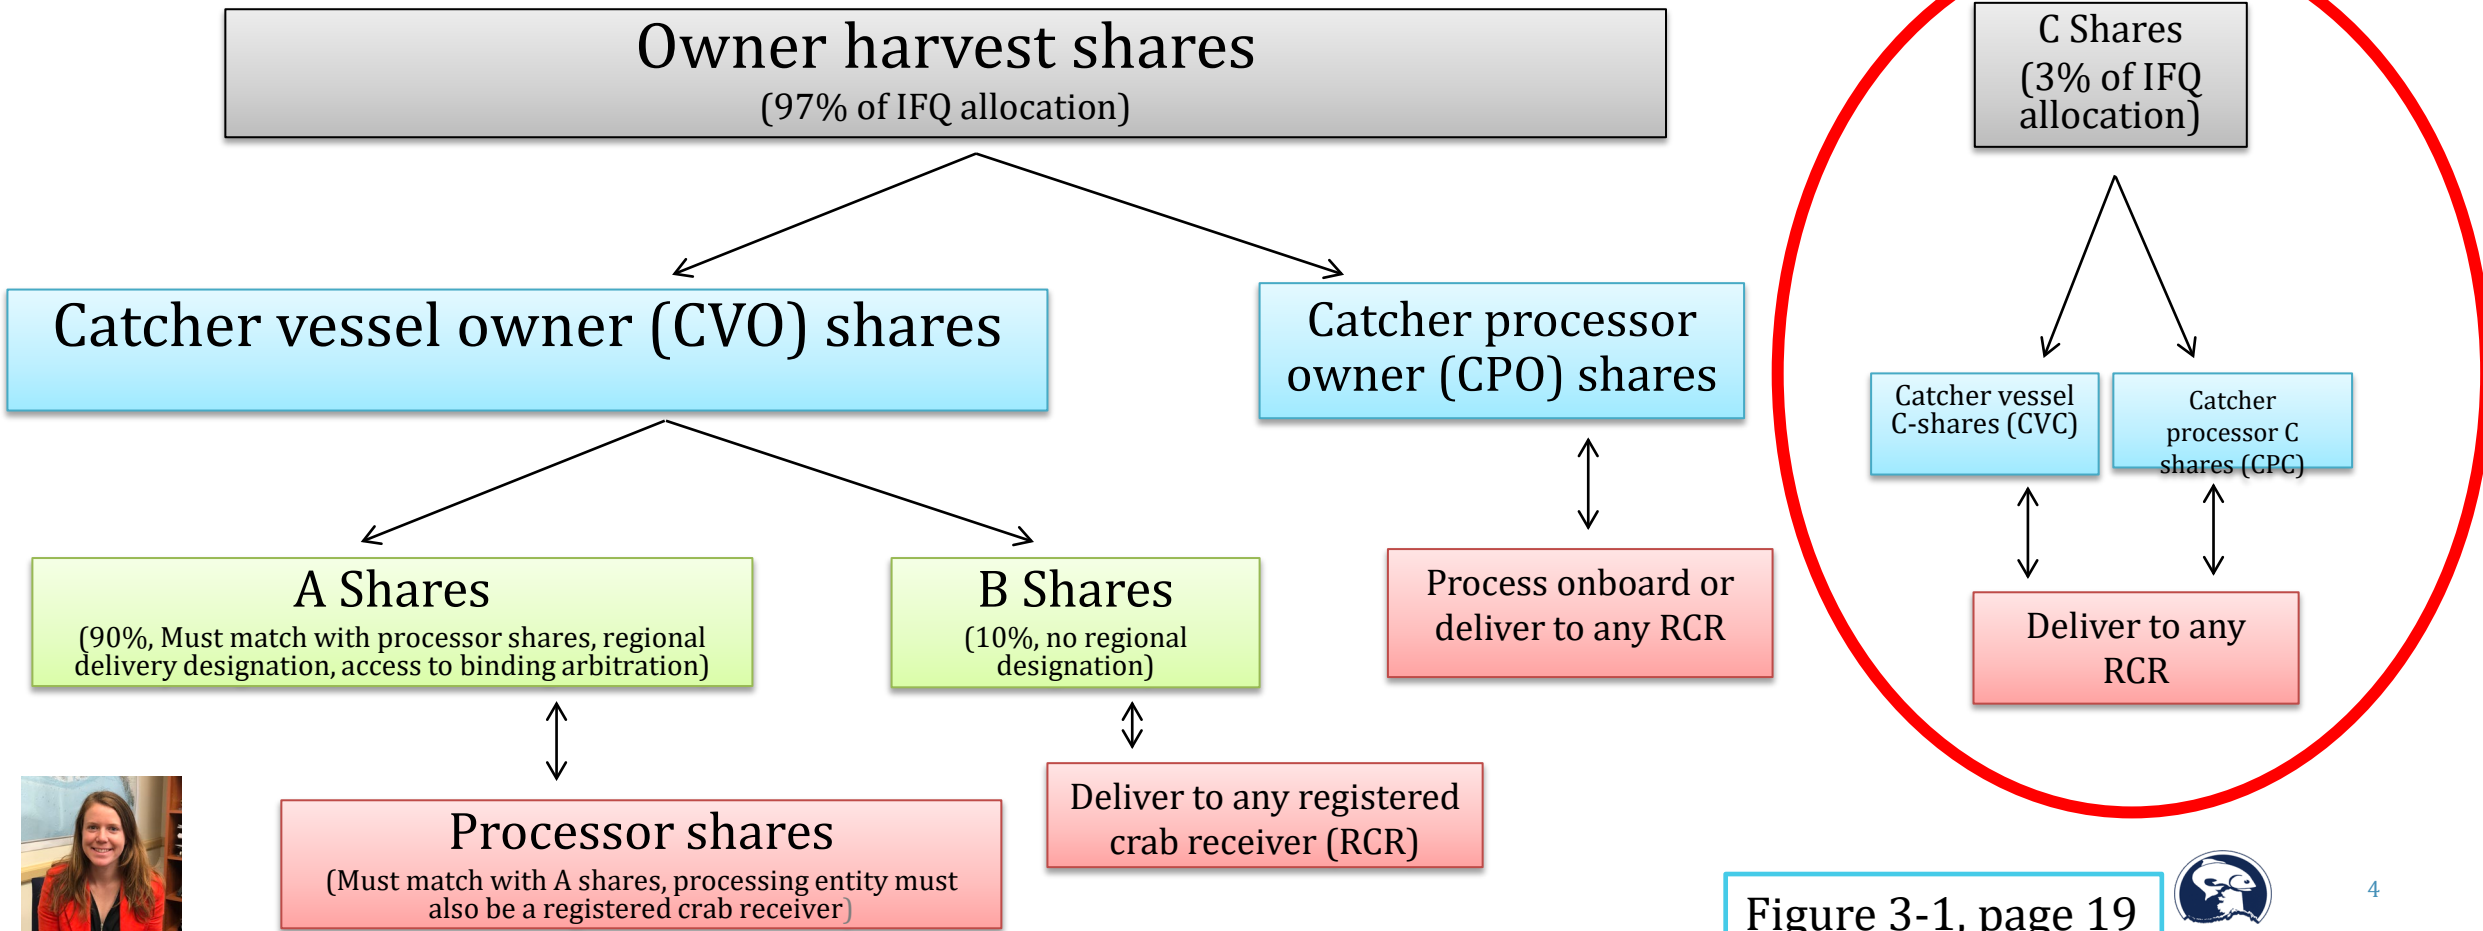 Owner harvest shares
(97% of IFQ allocation)
C Shares
(3% of IFQ
allocation)
Catcher vessel owner (CVO) shares
Catcher processor
owner (CPO) shares
Catcher vessel
C-shares (CVC)
Catcher
processor C
shares (CPC)
A Shares
(90%, Must match with processor shares, regional
delivery designation, access to binding arbitration)
B Shares
(10%, no regional
designation)
Process onboard or
deliver to any RCR
Deliver to any
RCR
Processor shares
(Must match with A shares, processing entity must
also be a registered crab receiver)
Deliver to any registered
crab receiver (RCR)
Figure 3-1, page 19
4